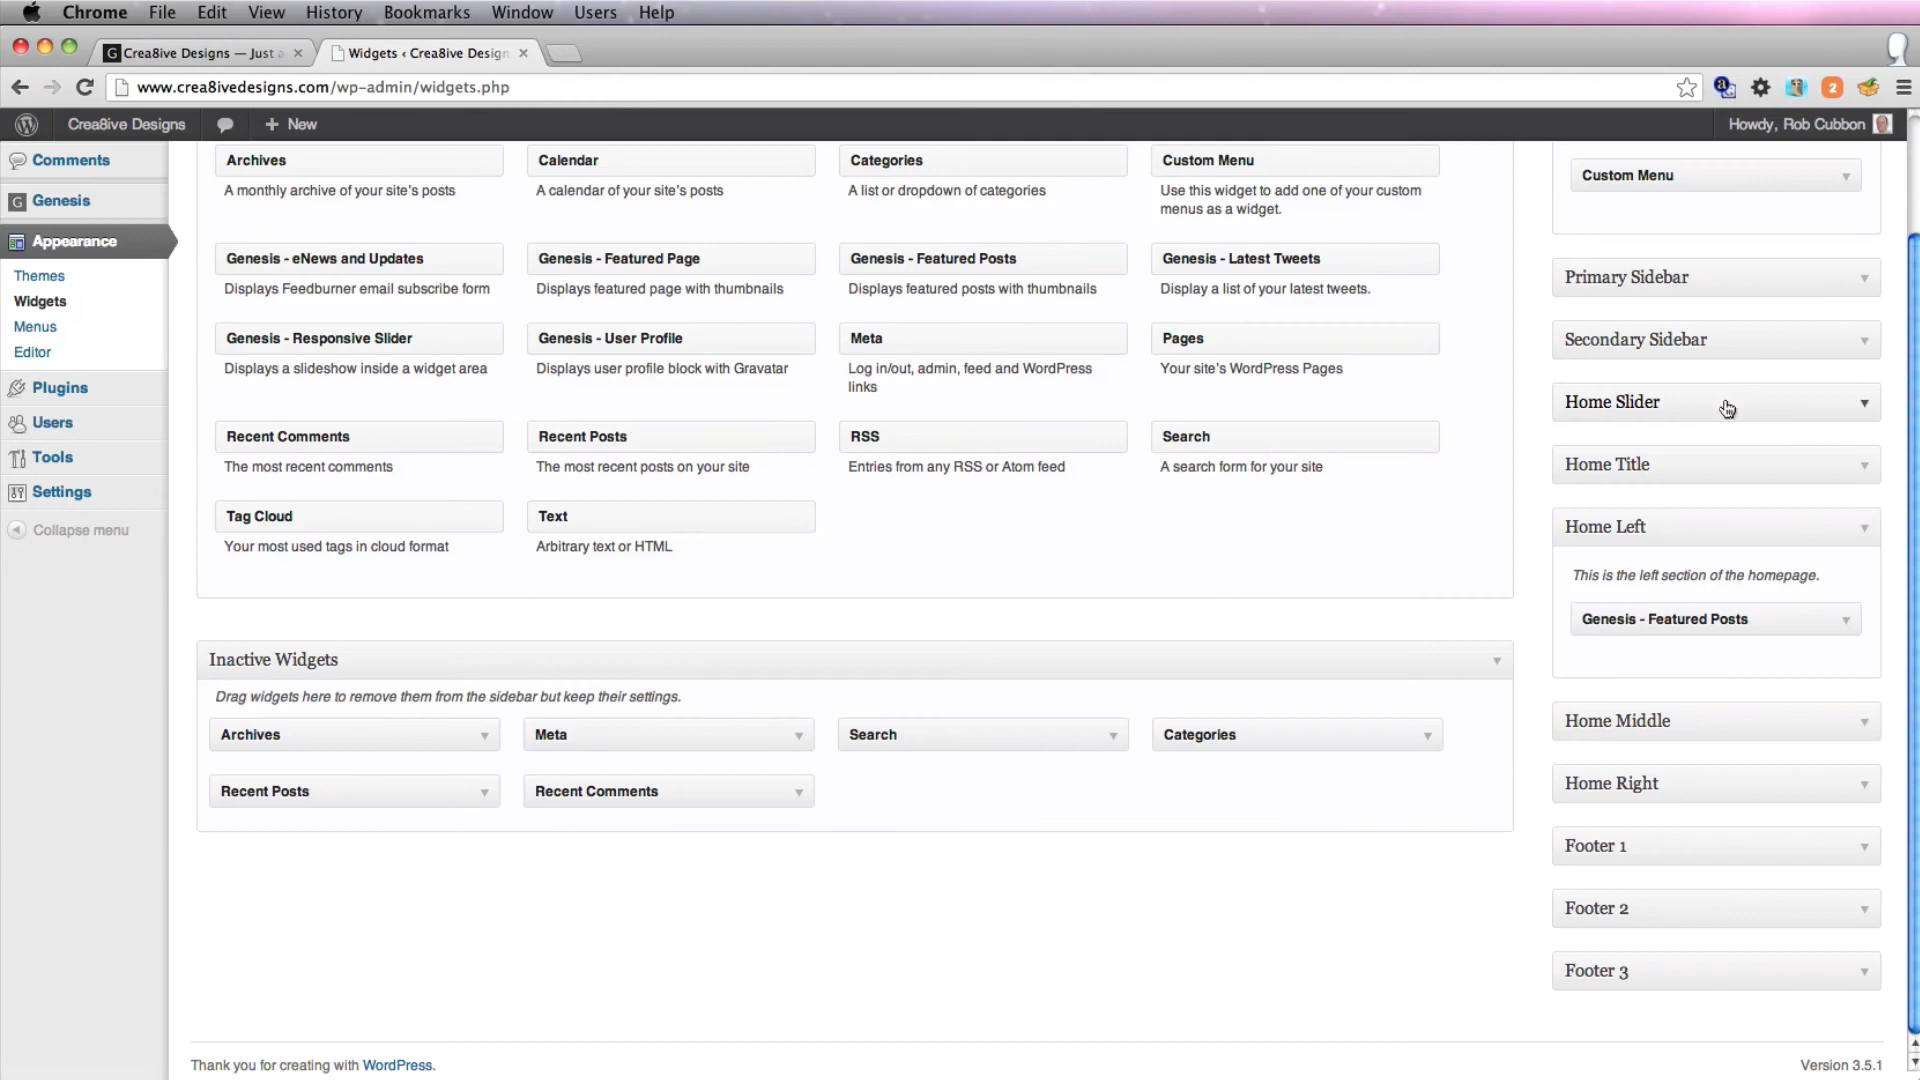 Chrome File Edit View History Bookmarks Window Users Help
Crea8ive Designs — Just a
Widgets ‹ Crea8ive Design
www.crea8ivedesigns.com/wp-admin/widgets.php
2
Crea8ive Designs
+ New
Howdy, Rob Cubbon
Comments
Genesis
Appearance
Themes
Widgets
Menus
Editor
Plugins
Users
Tools
Settings
Collapse menu
Archives
A monthly archive of your site's posts
Calendar
A calendar of your site's posts
Categories
A list or dropdown of categories
Custom Menu
Use this widget to add one of your custom
menus as a widget.
Genesis - eNews and Updates
Displays Feedburner email subscribe form
Genesis - Featured Page
Displays featured page with thumbnails
Genesis - Featured Posts
Displays featured posts with thumbnails
Genesis - Latest Tweets
Display a list of your latest tweets.
Genesis - Responsive Slider
Displays a slideshow inside a widget area
Genesis - User Profile
Displays user profile block with Gravatar
Meta
Log in/out, admin, feed and WordPress
links
Pages
Your site's WordPress Pages
Recent Comments
The most recent comments
Recent Posts
The most recent posts on your site
RSS
Entries from any RSS or Atom feed
Search
A search form for your site
Tag Cloud
Your most used tags in cloud format
Text
Arbitrary text or HTML
Inactive Widgets
Drag widgets here to remove them from the sidebar but keep their settings.
Archives
Meta
Search
Categories
Recent Posts
Recent Comments
Custom Menu
Primary Sidebar
Secondary Sidebar
Home Slider
Home Title
Home Left
This is the left section of the homepage.
Genesis - Featured Posts
Home Middle
Home Right
Footer 1
Footer 2
Footer 3
Thank you for creating with WordPress.
Version 3.5.1